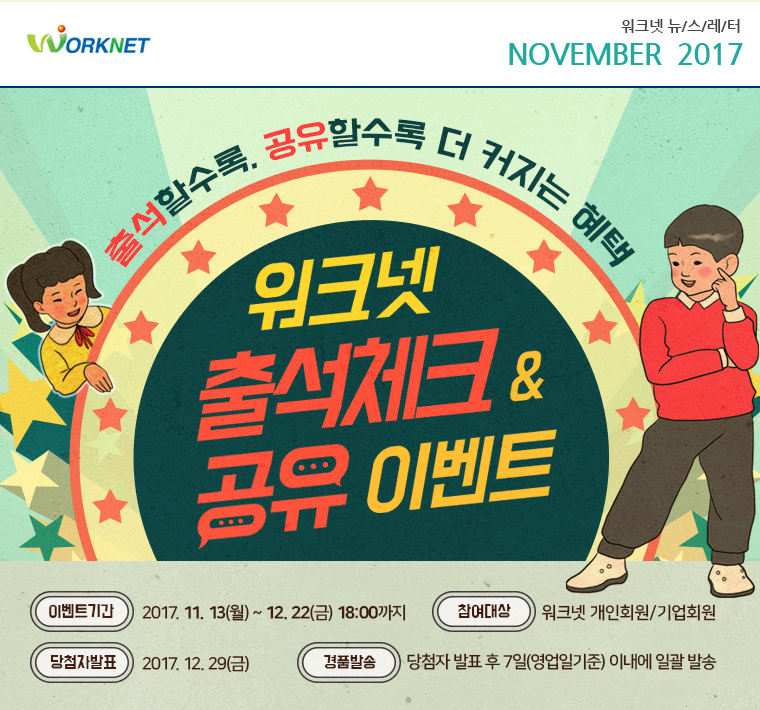 WORKNET
워크넷 뉴/스/레/터
NOVEMBER 2017
출석할수록, 공유할수록 더 커지는 혜택
워크넷
출석체크 &
공유 이벤트
이벤트기간 2017. 11. 13(월) ~ 12. 22(금) 18:00까지 참여대상 워크넷 개인회원/기업회원
당첨자발표 2017. 12. 29(금) 경품발송 당첨자 발표 후 7일(영업일기준) 이내에 일괄 발송